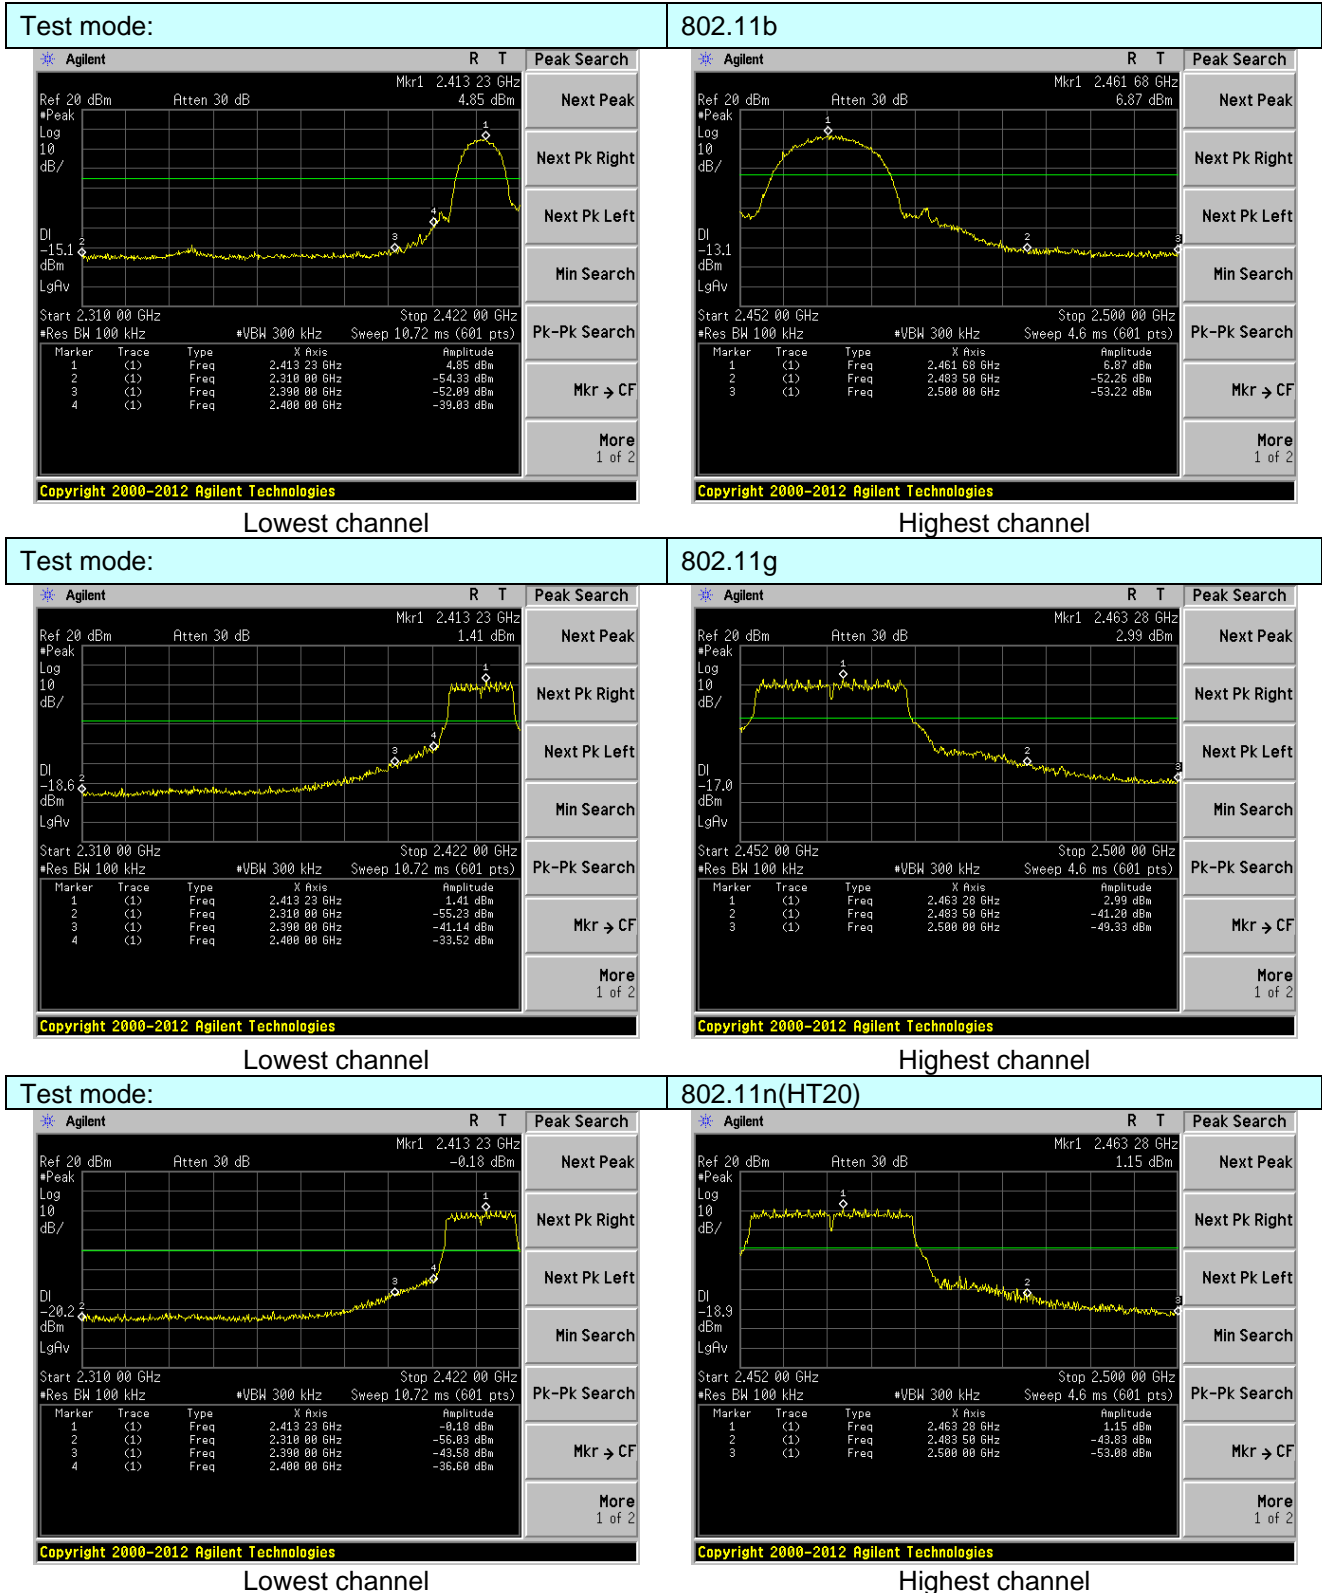 Test mode: 802.11b
Agilent R T Peak Search
Mkr1 2.413 23 GHz
Ref 20 dBm Atten 30 dB 4.85 dBm
#Peak
Log
10
dB/
DI
-15.1
dBm
LgAv
1
2
3
4
Start 2.310 00 GHz Stop 2.422 00 GHz
#Res BW 100 kHz #VBW 300 kHz Sweep 10.72 ms (601 pts)
Marker Trace Type X Axis Amplitude
1 (1) Freq 2.413 23 GHz 4.85 dBm
2 (1) Freq 2.310 00 GHz -54.33 dBm
3 (1) Freq 2.390 00 GHz -52.09 dBm
4 (1) Freq 2.400 00 GHz -39.03 dBm
Next Peak
Next Pk Right
Next Pk Left
Min Search
Pk-Pk Search
Mkr → CF
More
1 of 2
Copyright 2000-2012 Agilent Technologies
Lowest channel
Agilent R T Peak Search
Mkr1 2.461 68 GHz
Ref 20 dBm Atten 30 dB 6.87 dBm
#Peak
Log
10
dB/
DI
-13.1
dBm
LgAv
1
2
3
Start 2.452 00 GHz Stop 2.500 00 GHz
#Res BW 100 kHz #VBW 300 kHz Sweep 4.6 ms (601 pts)
Marker Trace Type X Axis Amplitude
1 (1) Freq 2.461 68 GHz 6.87 dBm
2 (1) Freq 2.483 50 GHz -52.26 dBm
3 (1) Freq 2.500 00 GHz -53.22 dBm
Next Peak
Next Pk Right
Next Pk Left
Min Search
Pk-Pk Search
Mkr → CF
More
1 of 2
Copyright 2000-2012 Agilent Technologies
Highest channel
Test mode: 802.11g
Agilent R T Peak Search
Mkr1 2.413 23 GHz
Ref 20 dBm Atten 30 dB 1.41 dBm
#Peak
Log
10
dB/
DI
-18.6
dBm
LgAv
1
2
3
4
Start 2.310 00 GHz Stop 2.422 00 GHz
#Res BW 100 kHz #VBW 300 kHz Sweep 10.72 ms (601 pts)
Marker Trace Type X Axis Amplitude
1 (1) Freq 2.413 23 GHz 1.41 dBm
2 (1) Freq 2.310 00 GHz -55.23 dBm
3 (1) Freq 2.390 00 GHz -41.14 dBm
4 (1) Freq 2.400 00 GHz -33.52 dBm
Next Peak
Next Pk Right
Next Pk Left
Min Search
Pk-Pk Search
Mkr → CF
More
1 of 2
Copyright 2000-2012 Agilent Technologies
Lowest channel
Agilent R T Peak Search
Mkr1 2.463 28 GHz
Ref 20 dBm Atten 30 dB 2.99 dBm
#Peak
Log
10
dB/
DI
-17.0
dBm
LgAv
1
2
3
Start 2.452 00 GHz Stop 2.500 00 GHz
#Res BW 100 kHz #VBW 300 kHz Sweep 4.6 ms (601 pts)
Marker Trace Type X Axis Amplitude
1 (1) Freq 2.463 28 GHz 2.99 dBm
2 (1) Freq 2.483 50 GHz -41.20 dBm
3 (1) Freq 2.500 00 GHz -49.33 dBm
Next Peak
Next Pk Right
Next Pk Left
Min Search
Pk-Pk Search
Mkr → CF
More
1 of 2
Copyright 2000-2012 Agilent Technologies
Highest channel
Test mode: 802.11n(HT20)
Agilent R T Peak Search
Mkr1 2.413 23 GHz
Ref 20 dBm Atten 30 dB -0.18 dBm
#Peak
Log
10
dB/
DI
-20.2
dBm
LgAv
1
2
3
4
Start 2.310 00 GHz Stop 2.422 00 GHz
#Res BW 100 kHz #VBW 300 kHz Sweep 10.72 ms (601 pts)
Marker Trace Type X Axis Amplitude
1 (1) Freq 2.413 23 GHz -0.18 dBm
2 (1) Freq 2.310 00 GHz -56.03 dBm
3 (1) Freq 2.390 00 GHz -43.58 dBm
4 (1) Freq 2.400 00 GHz -36.60 dBm
Next Peak
Next Pk Right
Next Pk Left
Min Search
Pk-Pk Search
Mkr → CF
More
1 of 2
Copyright 2000-2012 Agilent Technologies
Lowest channel
Agilent R T Peak Search
Mkr1 2.463 28 GHz
Ref 20 dBm Atten 30 dB 1.15 dBm
#Peak
Log
10
dB/
DI
-18.9
dBm
LgAv
1
2
3
Start 2.452 00 GHz Stop 2.500 00 GHz
#Res BW 100 kHz #VBW 300 kHz Sweep 4.6 ms (601 pts)
Marker Trace Type X Axis Amplitude
1 (1) Freq 2.463 28 GHz 1.15 dBm
2 (1) Freq 2.483 50 GHz -43.83 dBm
3 (1) Freq 2.500 00 GHz -53.08 dBm
Next Peak
Next Pk Right
Next Pk Left
Min Search
Pk-Pk Search
Mkr → CF
More
1 of 2
Copyright 2000-2012 Agilent Technologies
Highest channel